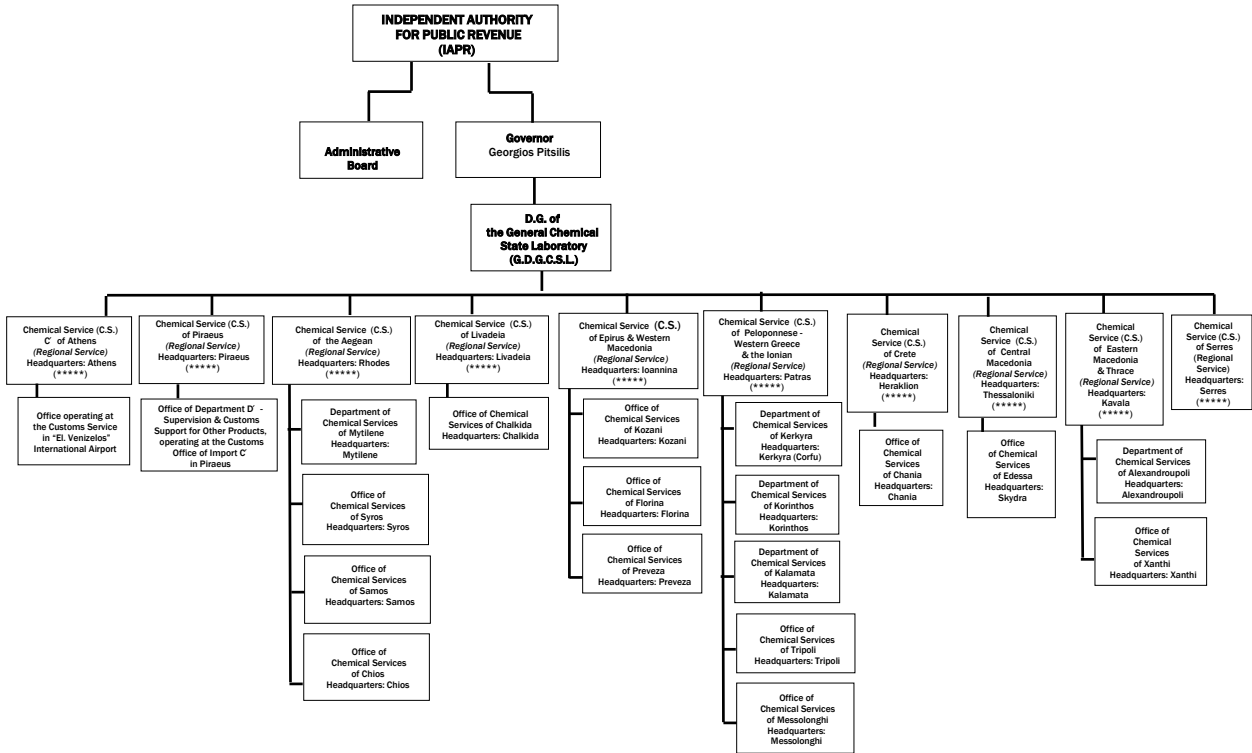 INDEPENDENT AUTHORITY
FOR PUBLIC REVENUE
(IAPR)
Administrative
Board
Governor
Georgios Pitsilis
D.G. of
the General Chemical
State Laboratory
(G.D.G.C.S.L.)
Chemical Service (C.S.)
C΄ of Athens
(Regional Service)
Headquarters: Athens
(*****)
Office operating at
the Customs Service
in "El. Venizelos"
International Airport
Chemical Service (C.S.)
of Piraeus
(Regional Service)
Headquarters: Piraeus
(*****)
Office of Department D΄ -
Supervision & Customs
Support for Other Products,
operating at the Customs
Office of Import C΄
in Piraeus
Chemical Service (C.S.)
of the Aegean
(Regional Service)
Headquarters: Rhodes
(*****)
Department of
Chemical Services
of Mytilene
Headquarters:
Mytilene
Office of
Chemical Services
of Syros
Headquarters: Syros
Office of
Chemical Services
of Samos
Headquarters: Samos
Office of
Chemical Services
of Chios
Headquarters: Chios
Chemical Service (C.S.)
of Livadeia
(Regional Service)
Headquarters: Livadeia
(*****)
Office of Chemical
Services of Chalkida
Headquarters: Chalkida
Chemical Service (C.S.)
of Epirus & Western
Macedonia
(Regional Service)
Headquarters: Ioannina
(*****)
Office of
Chemical Services
of Kozani
Headquarters: Kozani
Office of
Chemical Services
of Florina
Headquarters: Florina
Office of
Chemical Services
of Preveza
Headquarters: Preveza
Chemical Service (C.S.)
of Peloponnese -
Western Greece
& the Ionian
(Regional Service)
Headquarters: Patras
(*****)
Department of
Chemical Services
of Kerkyra
Headquarters:
Kerkyra (Corfu)
Department of
Chemical Services
of Korinthos
Headquarters:
Korinthos
Department of
Chemical Services
of Kalamata
Headquarters:
Kalamata
Office of
Chemical Services
of Tripoli
Headquarters: Tripoli
Office of
Chemical Services
of Messolonghi
Headquarters:
Messolonghi
Chemical
Service (C.S.)
of Crete
(Regional Service)
Headquarters:
Heraklion
(*****)
Office of
Chemical
Services
of Chania
Headquarters:
Chania
Chemical
Service (C.S.)
of Central
Macedonia
(Regional Service)
Headquarters:
Thessaloniki
(*****)
Office
of Chemical
Services
of Edessa
Headquarters:
Skydra
Chemical
Service (C.S.)
of Eastern
Macedonia
& Thrace
(Regional Service)
Headquarters:
Kavala
(*****)
Department of
Chemical Services
of Alexandroupoli
Headquarters:
Alexandroupoli
Office of
Chemical
Services
of Xanthi
Headquarters: Xanthi
Chemical
Service (C.S.)
of Serres
(Regional
Service)
Headquarters:
Serres
(*****)